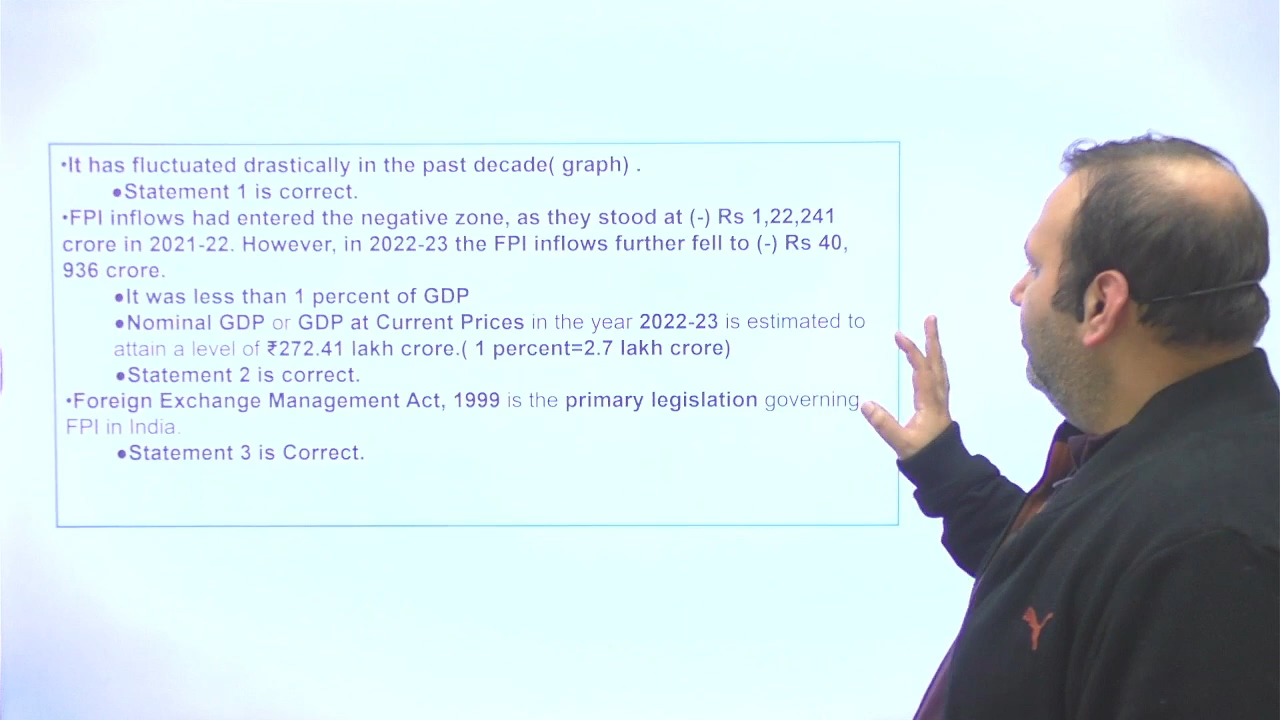 •It has fluctuated drastically in the past decade( graph) .
•Statement 1 is correct.
•FPI inflows had entered the negative zone, as they stood at (-) Rs 1,22,241
crore in 2021-22. However, in 2022-23 the FPI inflows further fell to (-) Rs 40,
936 crore.
•It was less than 1 percent of GDP
•Nominal GDP or GDP at Current Prices in the year 2022-23 is estimated to
attain a level of ₹272.41 lakh crore.( 1 percent=2.7 lakh crore)
•Statement 2 is correct.
•Foreign Exchange Management Act, 1999 is the primary legislation governing
FPI in India.
•Statement 3 is Correct.